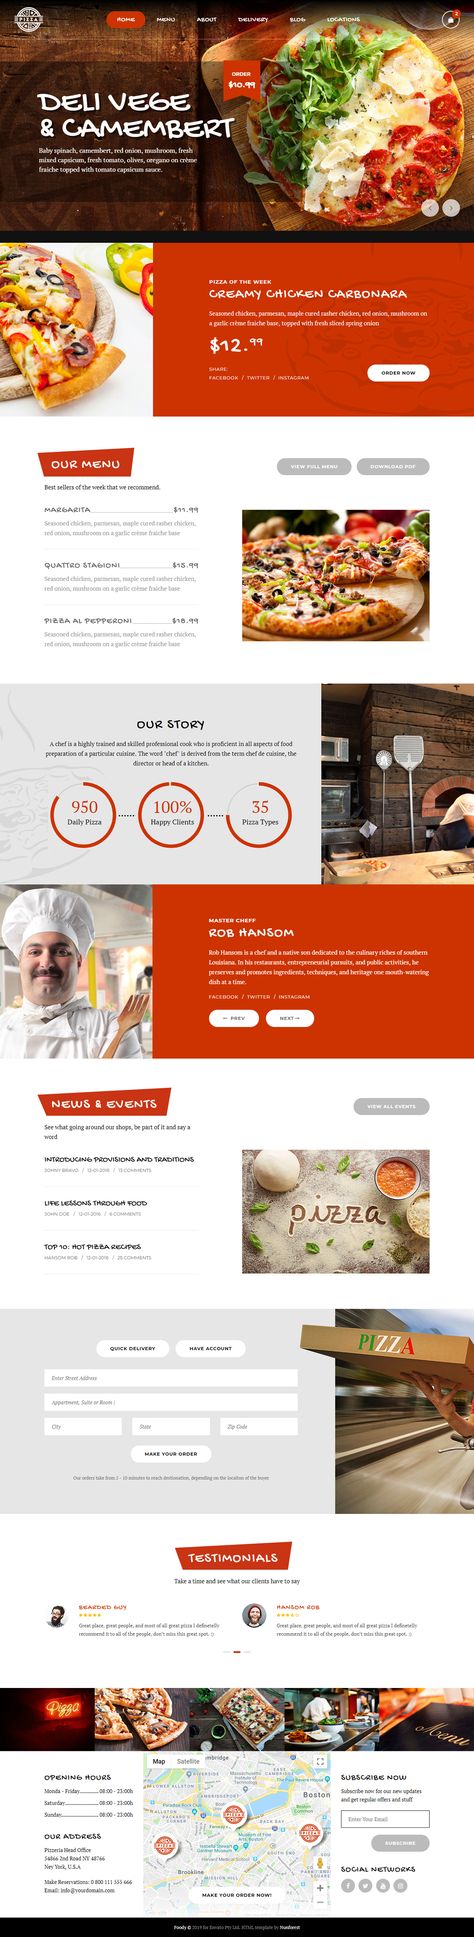 PIZZA
HOME
MENU
ABOUT
DELIVERY
BLOG
LOCATIONS
2
ORDER
$10.99
DELI VEGE
& CAMEMBERT
Baby spinach, camembert, red onion, mushroom, fresh
mixed capsicum, fresh tomato, olives, oregano on crème
fraiche topped with tomato capsicum sauce.
PIZZA OF THE WEEK
CREAMY CHICKEN CARBONARA
Seasoned chicken, parmesan, maple cured rasher chicken, red onion, mushroom on
a garlic crème fraiche base, topped with fresh sliced spring onion
$12.99
SHARE:
FACEBOOK / TWITTER / INSTAGRAM
ORDER NOW
OUR MENU
VIEW FULL MENU
DOWNLOAD PDF
Best sellers of the week that we recommend.
MARGARITA $11.99
Seasoned chicken, parmesan, maple cured rasher chicken,
red onion, mushroom on a garlic crème fraiche base
QUATTRO STAGIONI $15.99
Seasoned chicken, parmesan, maple cured rasher chicken,
red onion, mushroom on a garlic crème fraiche base
PIZZA AL PEPPERONI $18.99
Seasoned chicken, parmesan, maple cured rasher chicken,
red onion, mushroom on a garlic crème fraiche base
OUR STORY
A chef is a highly trained and skilled professional cook who is proficient in all aspects of food
preparation of a particular cuisine. The word "chef" is derived from the term chef de cuisine, the
director or head of a kitchen.
950
Daily Pizza
100%
Happy Clients
35
Pizza Types
MASTER CHEFF
ROB HANSOM
Rob Hansom is a chef and a native son dedicated to the culinary riches of southern
Louisiana. In his restaurants, entrepreneurial pursuits, and public activities, he
preserves and promotes ingredients, techniques, and heritage one mouth-watering
dish at a time.
FACEBOOK / TWITTER / INSTAGRAM
← PREV
NEXT →
NEWS & EVENTS
VIEW ALL EVENTS
See what going around our shops, be part of it and say a
word
INTRODUCING PROVISIONS AND TRADITIONS
JOHNY BRAVO / 12-01-2016 / 13 COMMENTS
LIFE LESSONS THROUGH FOOD
JOHN DOE / 12-01-2016 / 6 COMMENTS
TOP 10: HOT PIZZA RECIPES
HANSOM ROB / 12-01-2016 / 25 COMMENTS
pizza
QUICK DELIVERY
HAVE ACCOUNT
Enter Street Address
Appartment, Suite or Room |
City
State
Zip Code
MAKE YOUR ORDER
Our orders take from 5 - 10 minutes to reach destionation, depending on the location of the buyer
PIZZA
TESTIMONIALS
Take a time and see what our clients have to say
BEARDED GUY
Great place, great people, and most of all great pizza I definetelly
recommend it to all of the people, don't miss this great spot. :)
HANSOM ROB
Great place, great people, and most of all great pizza I definetelly
recommend it to all of the people, don't miss this great spot. :)
Pizza
Menu
OPENING HOURS
Monday - Friday 08:00 - 23:00h
Saturday 08:00 - 23:00h
Sunday 08:00 - 23:00h
OUR ADDRESS
Pizzeria Head Office
54866 2nd Road NY 48766
Ney York, U.S.A
Make Reservations: 0 800 111 555 666
Email: info@yourdomain.com
Map
Satellite
Boston
Brookline
MISSION HILL
MAKE YOUR ORDER NOW!
SUBSCRIBE NOW
Subscribe now for our new updates
and get regular offers and stuff
Enter Your Email
SUBSCRIBE
SOCIAL NETWORKS
Foody © 2019 for Envato Pty Ltd. HTML template by Nunforest